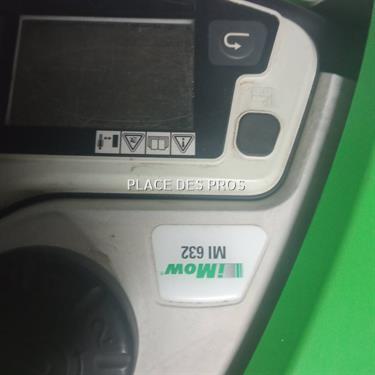 PLACE DES PROS
iMow®
MI 632